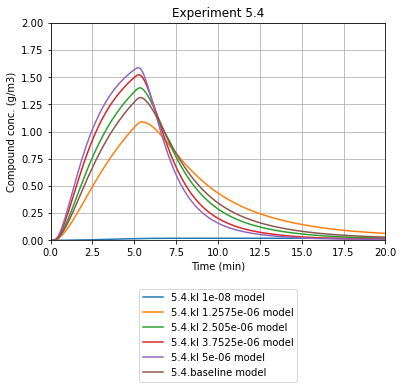 Experiment 5.4
Compound conc. (g/m3)
2.00
1.75
1.50
1.25
1.00
0.75
0.50
0.25
0.00
0.0 2.5 5.0 7.5 10.0 12.5 15.0 17.5 20.0
Time (min)
5.4.kl 1e-08 model
5.4.kl 1.2575e-06 model
5.4.kl 2.505e-06 model
5.4.kl 3.7525e-06 model
5.4.kl 5e-06 model
5.4.baseline model